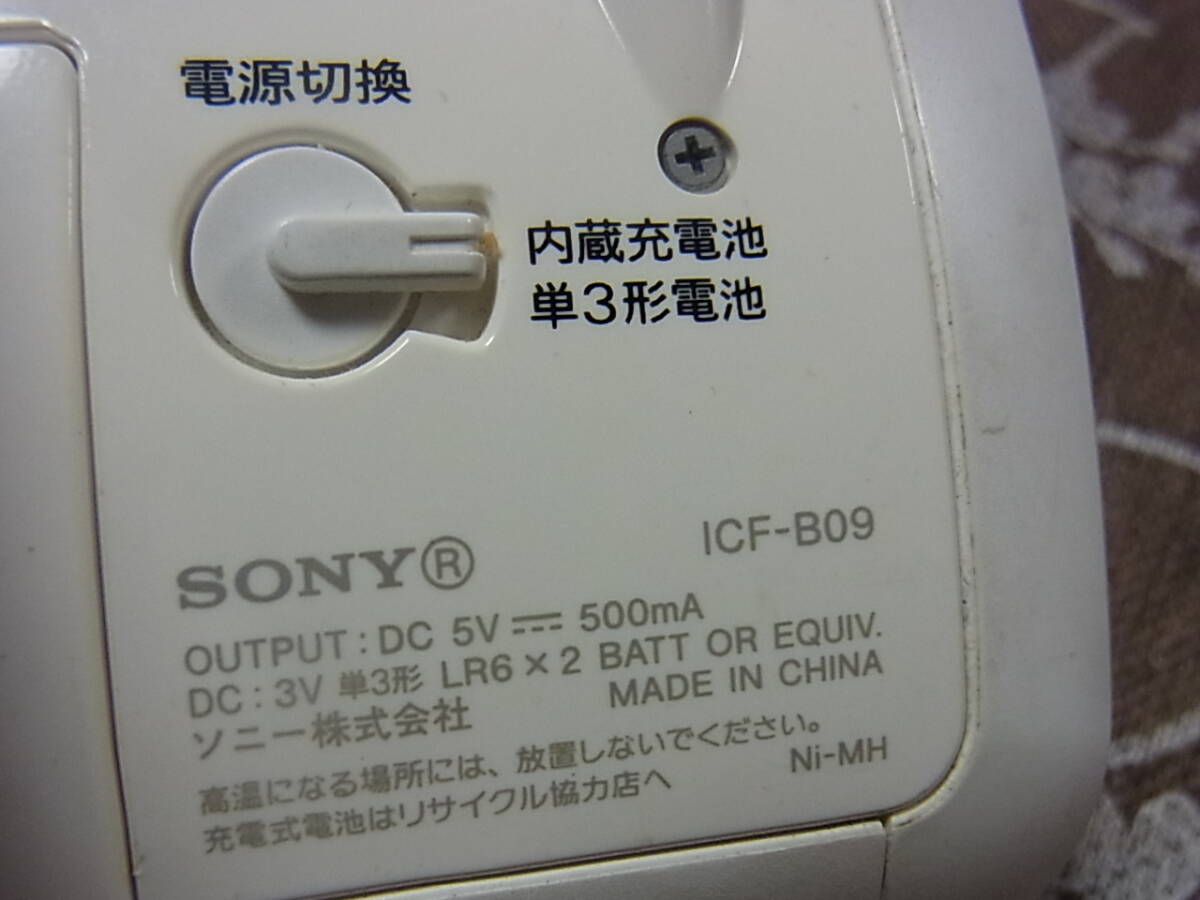 電源切換
内蔵充電池
単3形電池
SONY®
ICF-B09
OUTPUT : DC 5V ⎓ 500mA
DC : 3V 単3形 LR6 × 2 BATT OR EQUIV.
ソニー株式会社
MADE IN CHINA
高温になる場所には、放置しないでください。
充電式電池はリサイクル協力店へ
Ni-MH